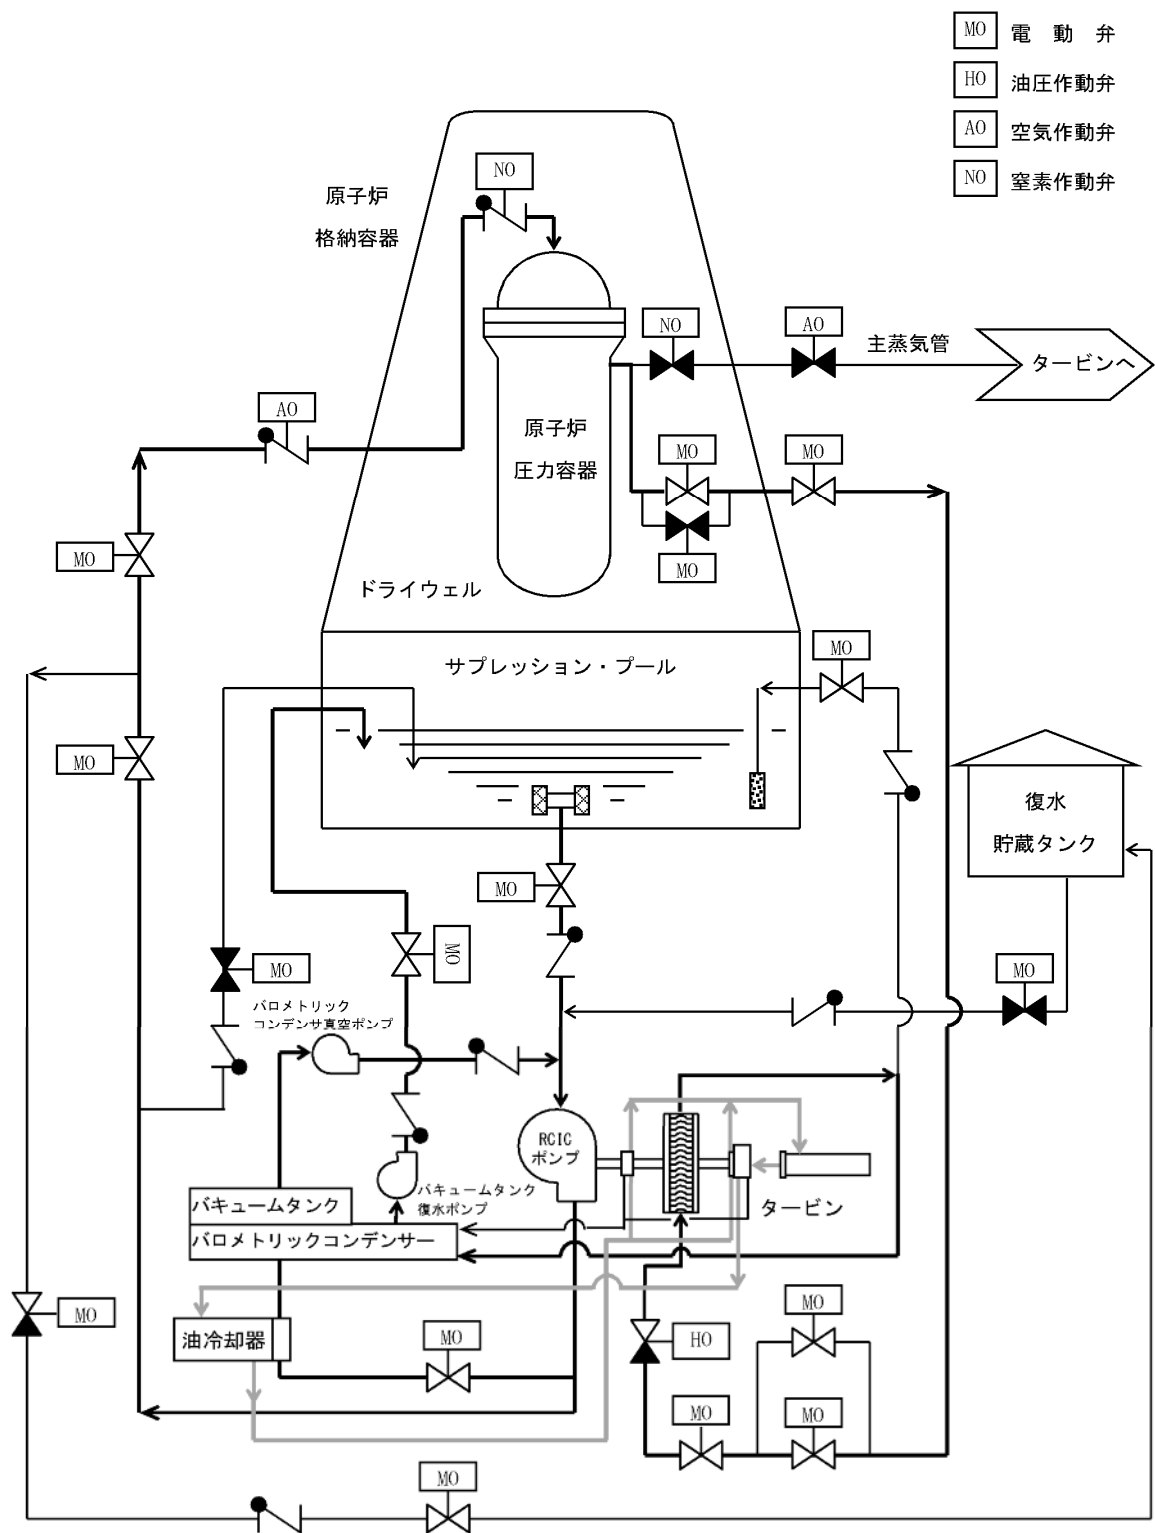 MO 電動弁
HO 油圧作動弁
AO 空気作動弁
NO 窒素作動弁
NO
原子炉
格納容器
NO
AO
主蒸気管
タービンへ
AO
原子炉
圧力容器
MO
MO
MO
MO
ドライウェル
MO
サプレッション・プール
MO
復水
貯蔵タンク
MO
MO
MO
MO
バロメトリック
コンデンサ真空ポンプ
RCIC
ポンプ
バキュームタンク
復水ポンプ
バキュームタンク
バロメトリックコンデンサー
タービン
MO
油冷却器
MO
HO
MO
MO
MO
MO